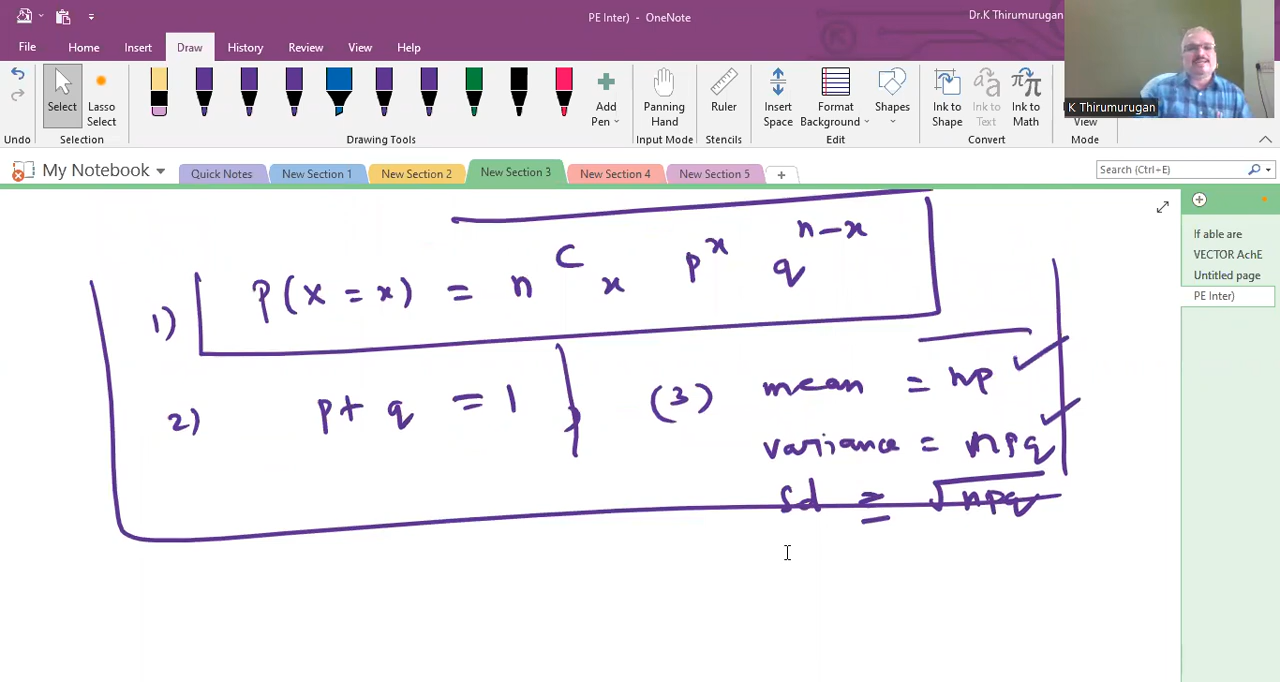 PE Inter) - OneNote
Dr.K Thirumurugan
File Home Insert Draw History Review View Help
Select
Lasso Select
Add Pen
Panning Hand
Ruler
Insert Space
Format Background
Shapes
Ink to Shape
Ink to Text
Ink to Math
K Thirumurugan
View
Undo Selection Drawing Tools Input Mode Stencils Edit Convert Mode
My Notebook Quick Notes New Section 1 New Section 2 New Section 3 New Section 4 New Section 5 + Search (Ctrl+E)
If able are
VECTOR AchE
Untitled page
PE Inter)
1) P(X = x) = n C x p^x q^{n-x}
2) p + q = 1
(3) mean = np
variance = npq
sd = √npq